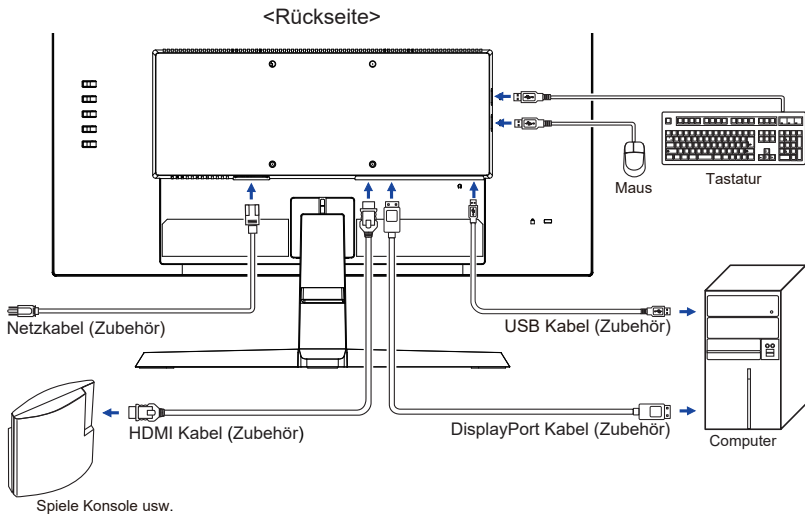 <Rückseite>
Maus
Tastatur
Netzkabel (Zubehör)
USB Kabel (Zubehör)
HDMI Kabel (Zubehör)
DisplayPort Kabel (Zubehör)
Computer
Spiele Konsole usw.